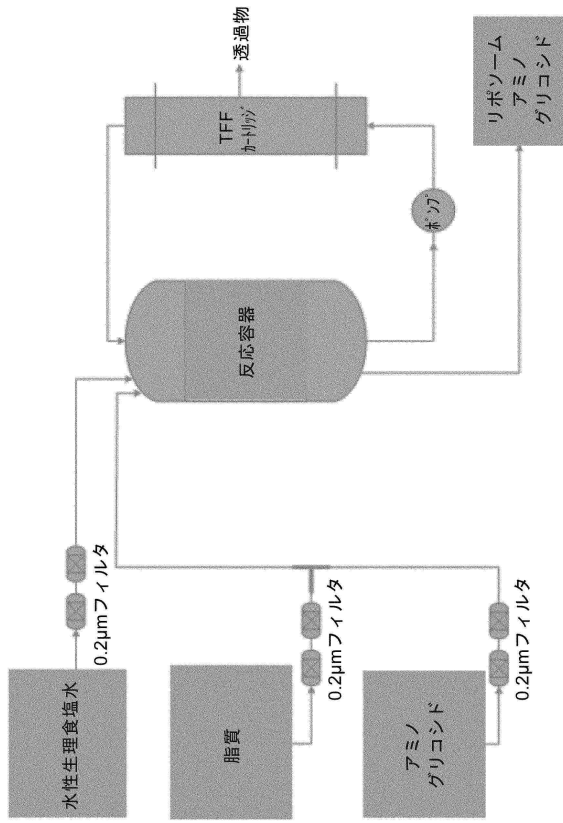 水性生理食塩水
0.2μmフィルタ
脂質
0.2μmフィルタ
アミノ
グリコシド
0.2μmフィルタ
反応容器
ポンプ
TFF
カートリッジ
透過物
リポソーム
アミノ
グリコシド